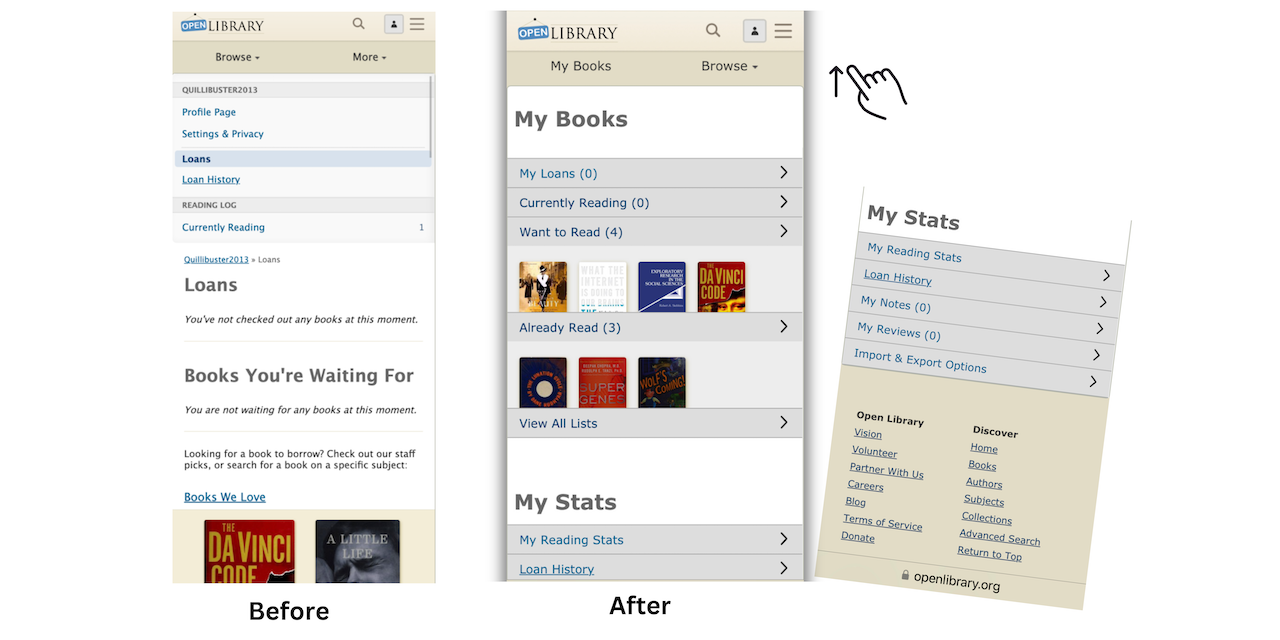 OPEN LIBRARY
Browse
More
QUILLIBUSTER2013
Profile Page
Settings & Privacy
Loans
Loan History
READING LOG
Currently Reading 1
Quillibuster2013 » Loans
Loans
You've not checked out any books at this moment.
Books You're Waiting For
You are not waiting for any books at this moment.
Looking for a book to borrow? Check out our staff
picks, or search for a book on a specific subject:
Books We Love
THE
DA VINCI
CODE
A LITTLE
LIFE
Before
OPEN LIBRARY
My Books
Browse
My Books
My Loans (0)
Currently Reading (0)
Want to Read (4)
WHAT THE
INTERNET
IS DOING TO
OUR BRAINS
EXPLORATORY
RESEARCH
IN THE
SOCIAL SCIENCES
THE
DA VINCI
CODE
Already Read (3)
SUPER
GENES
WOLF'S
COMING!
View All Lists
My Stats
My Reading Stats
Loan History
After
My Stats
My Reading Stats
Loan History
My Notes (0)
My Reviews (0)
Import & Export Options
Open Library
Vision
Volunteer
Partner With Us
Careers
Blog
Terms of Service
Donate
Discover
Home
Books
Authors
Subjects
Collections
Advanced Search
Return to Top
openlibrary.org